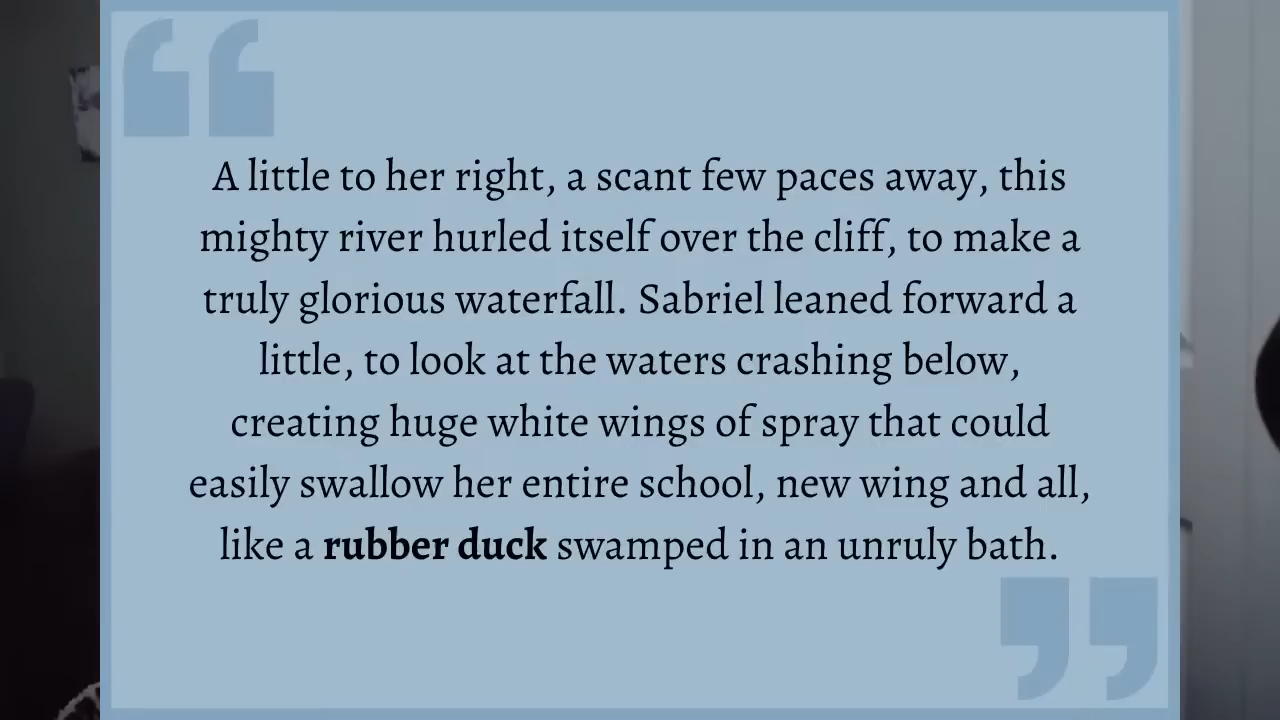 A little to her right, a scant few paces away, this
mighty river hurled itself over the cliff, to make a
truly glorious waterfall. Sabriel leaned forward a
little, to look at the waters crashing below,
creating huge white wings of spray that could
easily swallow her entire school, new wing and all,
like a rubber duck swamped in an unruly bath.